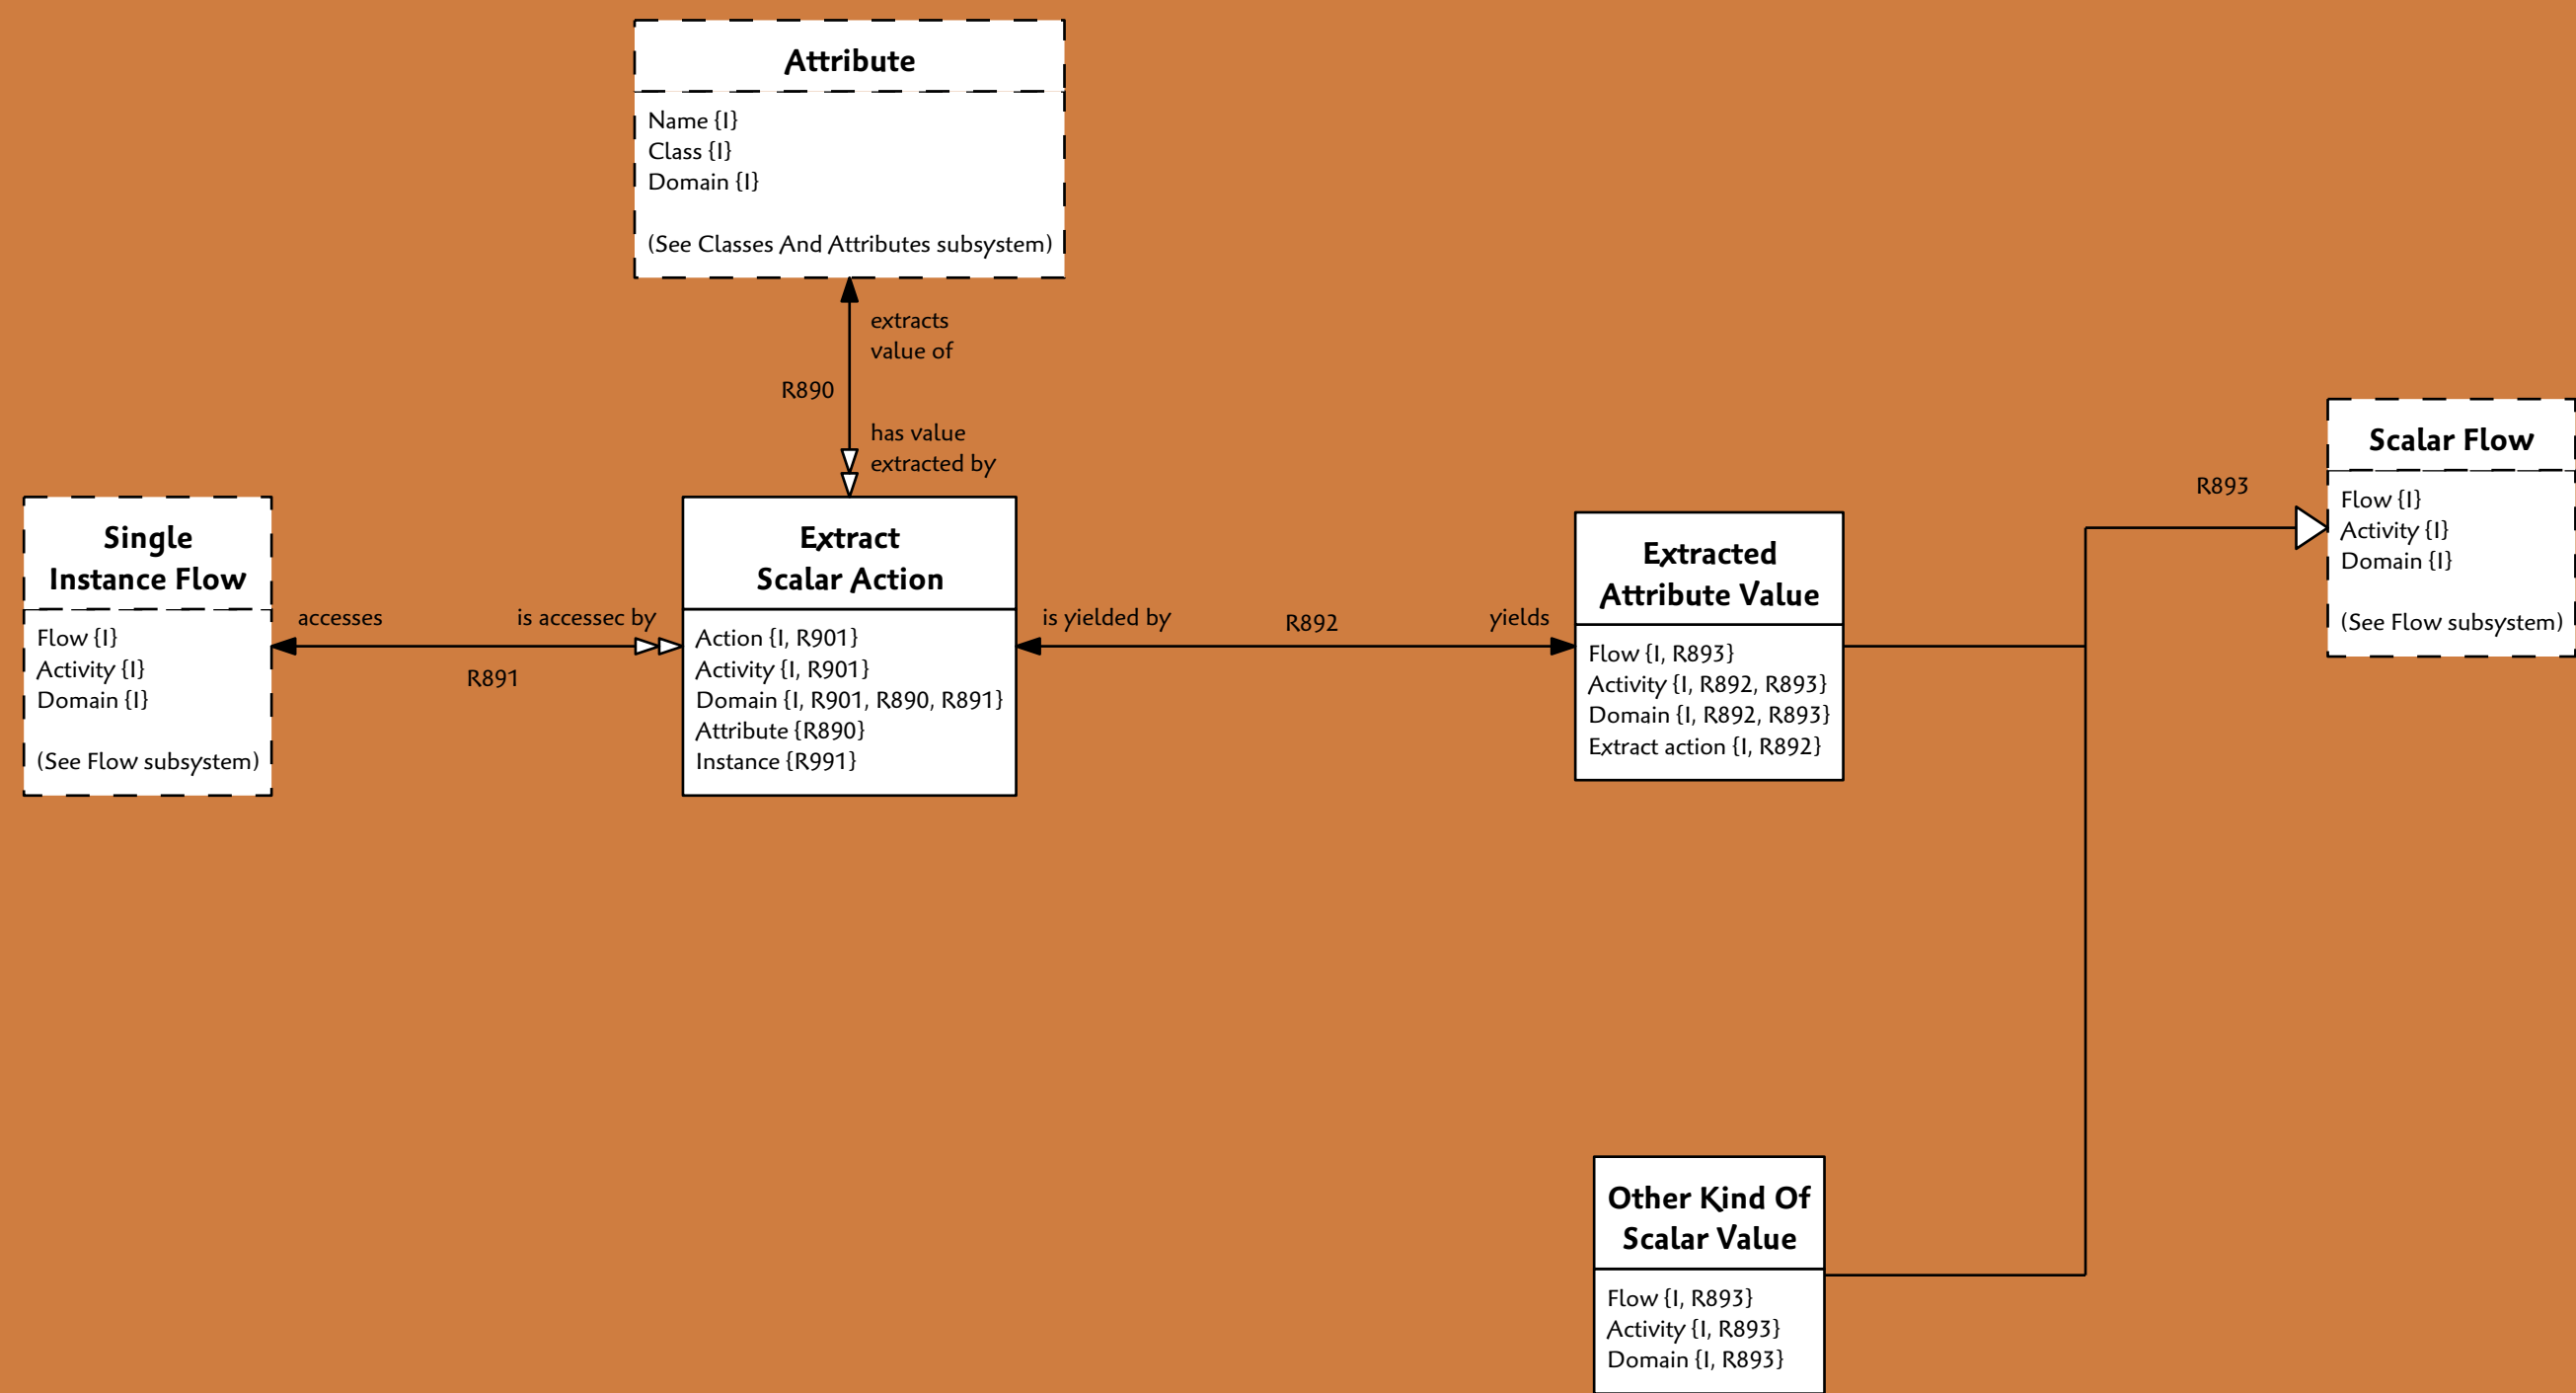 Attribute
Name {I}
Class {I}
Domain {I}
(See Classes And Attributes subsystem)
extracts
value of
R890
has value
extracted by
Single
Instance Flow
Flow {I}
Activity {I}
Domain {I}
(See Flow subsystem)
accesses
is accessec by
R891
Extract
Scalar Action
Action {I, R901}
Activity {I, R901}
Domain {I, R901, R890, R891}
Attribute {R890}
Instance {R991}
is yielded by
R892
yields
Extracted
Attribute Value
Flow {I, R893}
Activity {I, R892, R893}
Domain {I, R892, R893}
Extract action {I, R892}
R893
Scalar Flow
Flow {I}
Activity {I}
Domain {I}
(See Flow subsystem)
Other Kind Of
Scalar Value
Flow {I, R893}
Activity {I, R893}
Domain {I, R893}